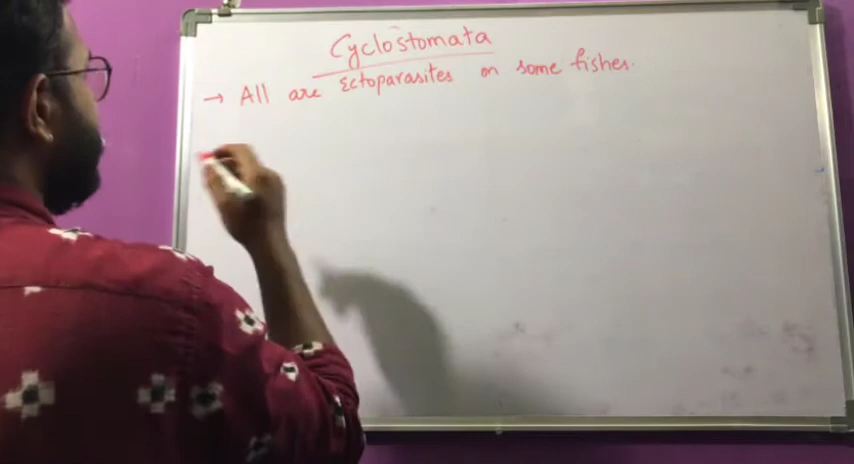 Cyclostomata
→ All are Ectoparasites on some fishes.